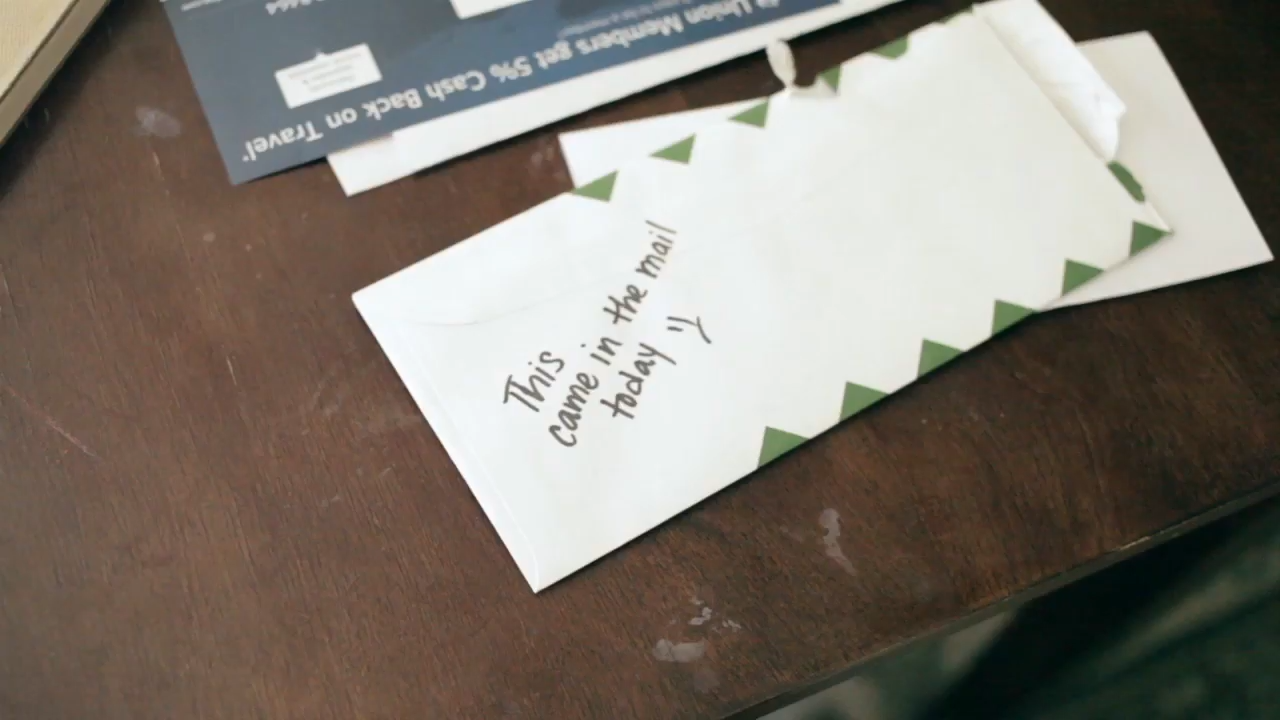 Union Members get 5% Cash Back on Travel
This
came in the mail
today :)